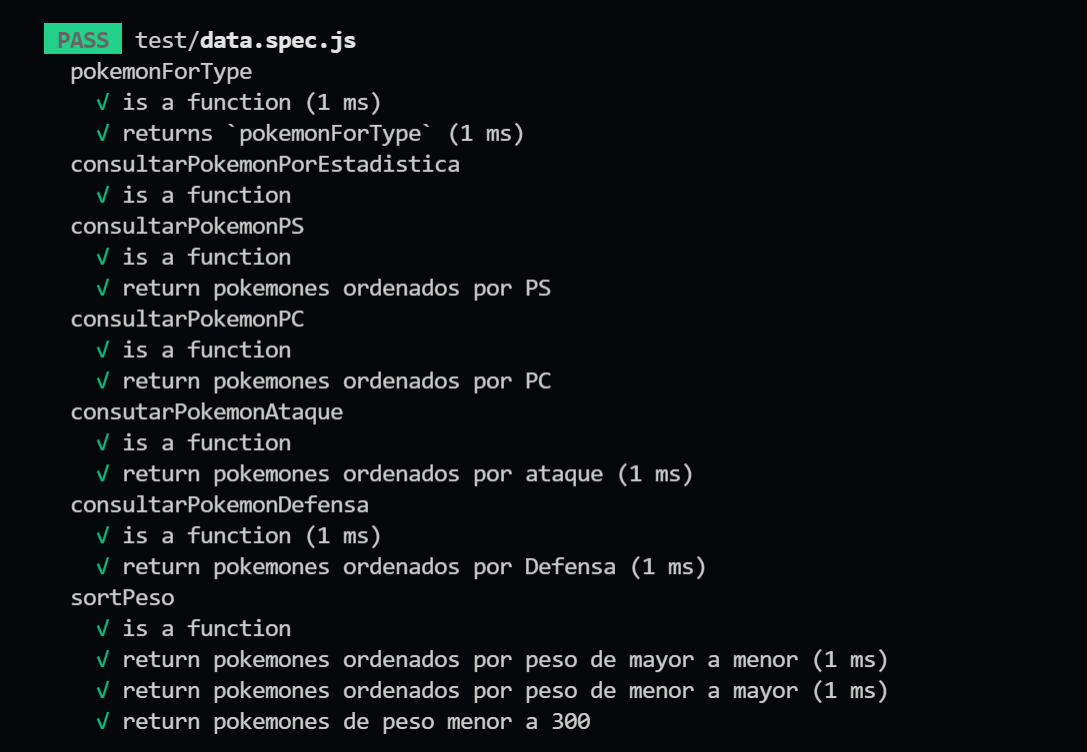 PASS test/data.spec.js
pokemonForType
√ is a function (1 ms)
√ returns `pokemonForType` (1 ms)
consultarPokemonPorEstadistica
√ is a function
consultarPokemonPS
√ is a function
√ return pokemones ordenados por PS
consultarPokemonPC
√ is a function
√ return pokemones ordenados por PC
consutarPokemonAtaque
√ is a function
√ return pokemones ordenados por ataque (1 ms)
consultarPokemonDefensa
√ is a function (1 ms)
√ return pokemones ordenados por Defensa (1 ms)
sortPeso
√ is a function
√ return pokemones ordenados por peso de mayor a menor (1 ms)
√ return pokemones ordenados por peso de menor a mayor (1 ms)
√ return pokemones de peso menor a 300